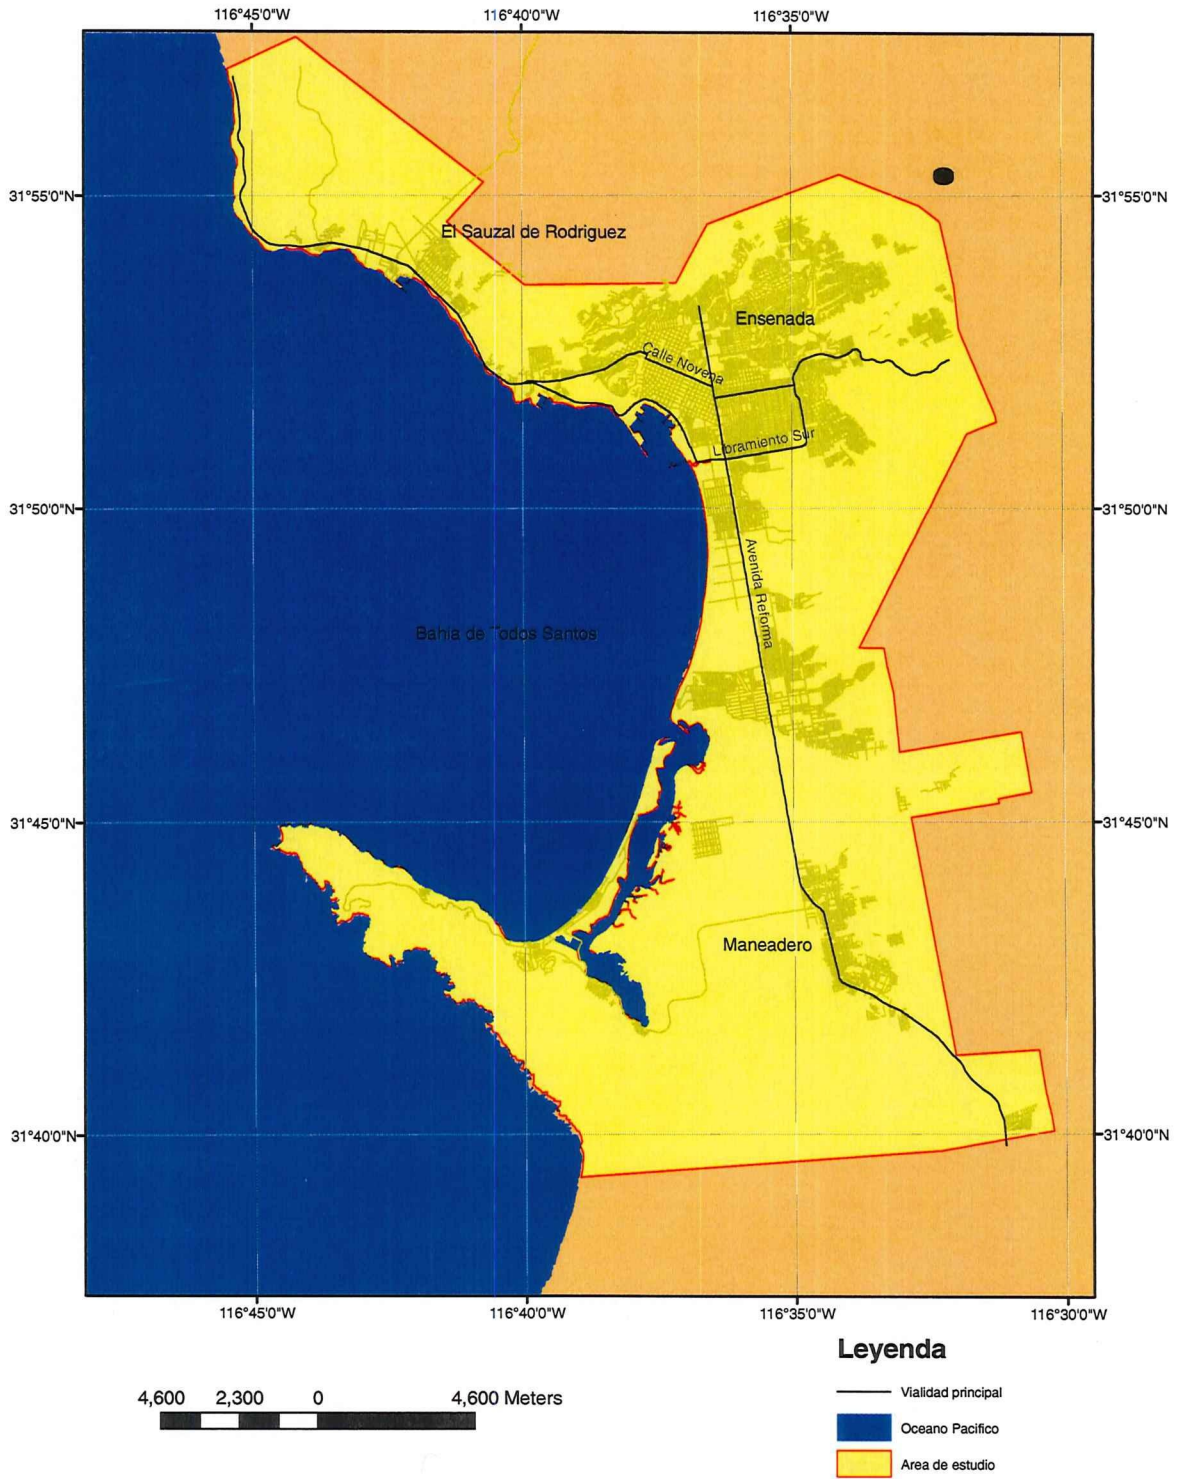 116°45'0"W 116°40'0"W 116°35'0"W
31°55'0"N 31°55'0"N
El Sauzal de Rodriguez
Ensenada
Calle Novena
Libramiento Sur
31°50'0"N 31°50'0"N
Avenida Reforma
Bahia de Todos Santos
31°45'0"N 31°45'0"N
Maneadero
31°40'0"N 31°40'0"N
116°45'0"W 116°40'0"W 116°35'0"W 116°30'0"W
Leyenda
4,600 2,300 0 4,600 Meters
Vialidad principal
Oceano Pacifico
Area de estudio